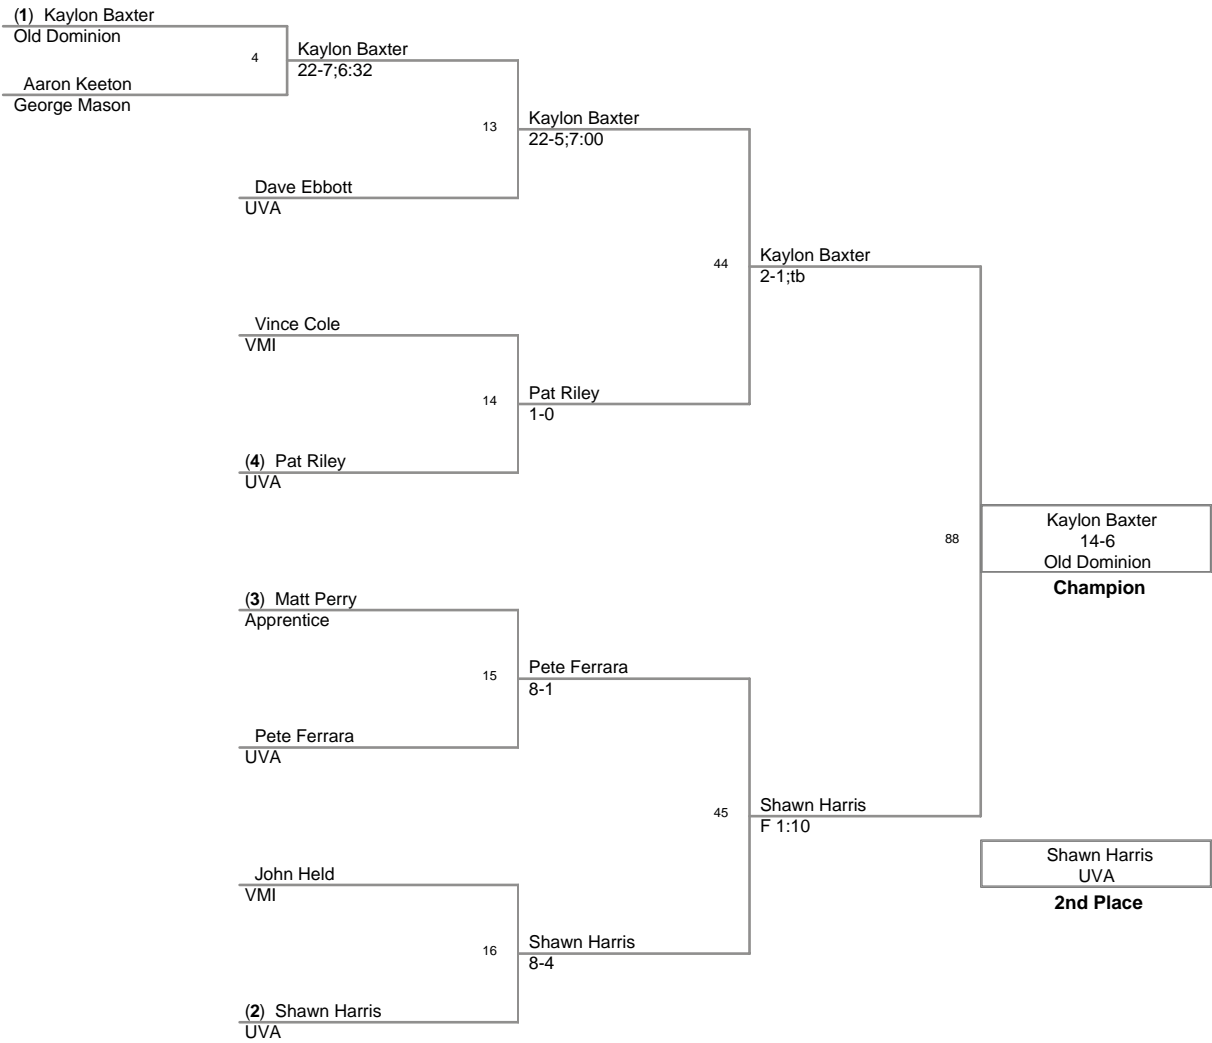 (1) Kaylon Baxter
Old Dominion
4
Kaylon Baxter
22-7;6:32
Aaron Keeton
George Mason
13
Kaylon Baxter
22-5;7:00
Dave Ebbott
UVA
44
Kaylon Baxter
2-1;tb
Vince Cole
VMI
14
Pat Riley
1-0
(4) Pat Riley
UVA
88
Kaylon Baxter
14-6
Old Dominion
Champion
(3) Matt Perry
Apprentice
15
Pete Ferrara
8-1
Pete Ferrara
UVA
45
Shawn Harris
F 1:10
John Held
VMI
16
Shawn Harris
8-4
(2) Shawn Harris
UVA
Shawn Harris
UVA
2nd Place